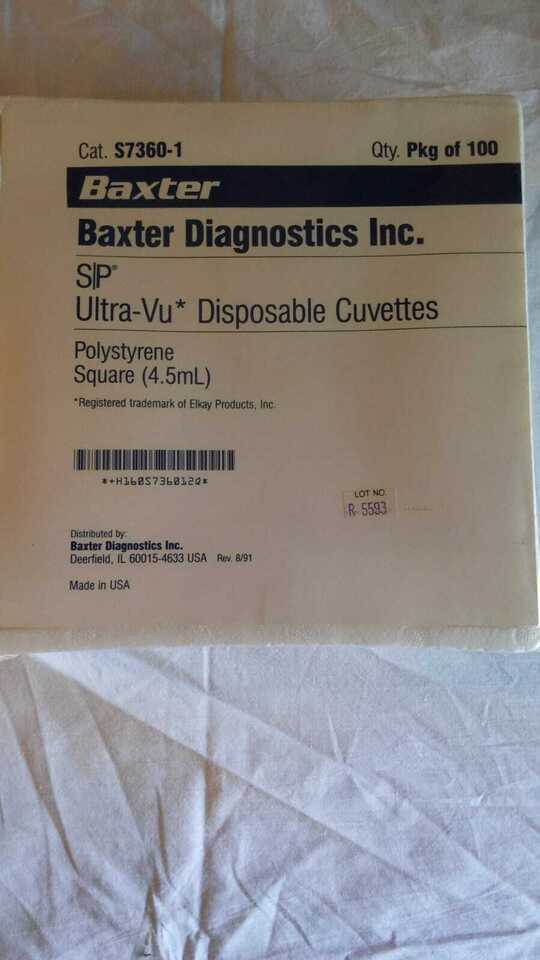 Cat. S7360-1 Qty. Pkg of 100
Baxter
Baxter Diagnostics Inc.
S|P®
Ultra-Vu* Disposable Cuvettes
Polystyrene
Square (4.5mL)
*Registered trademark of Elkay Products, Inc.
*+H160S736012Q*
LOT NO.
R 5593
Distributed by:
Baxter Diagnostics Inc.
Deerfield, IL 60015-4633 USA Rev. 8/91
Made in USA